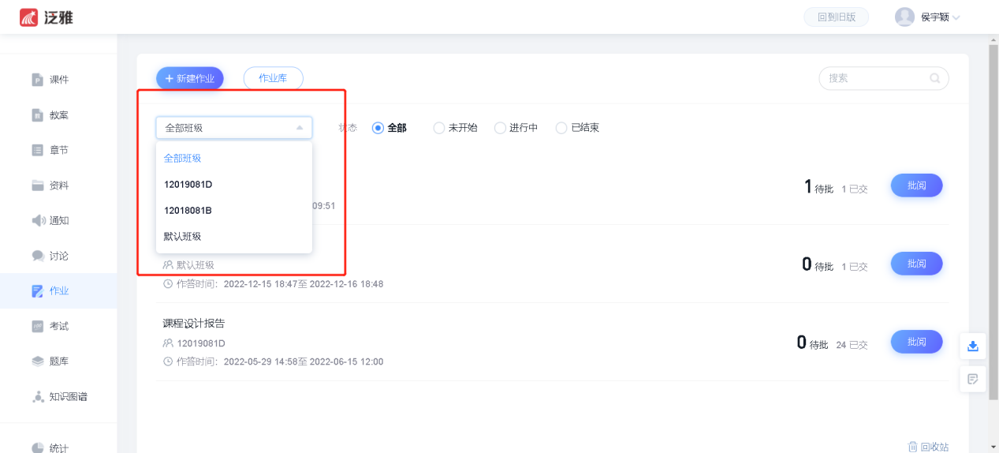 泛雅
回到旧版
侯宇颖
课件
教案
章节
资料
通知
讨论
作业
考试
题库
知识图谱
统计
+ 新建作业
作业库
搜索
全部班级
状态 全部 未开始 进行中 已结束
全部班级
12019081D
12018081B
默认班级
09:51
1 待批 1 已交 批阅
默认班级
作答时间：2022-12-15 18:47至 2022-12-16 18:48
0 待批 1 已交 批阅
课程设计报告
12019081D
作答时间：2022-05-29 14:58至 2022-06-15 12:00
0 待批 24 已交 批阅
回收站